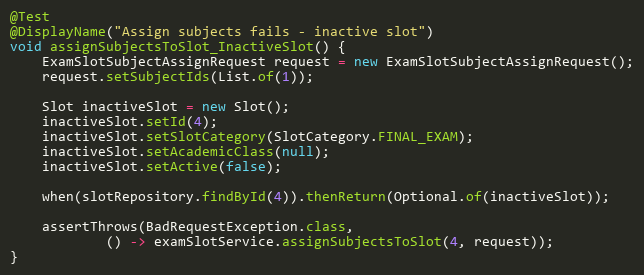 @Test
@DisplayName("Assign subjects fails - inactive slot")
void assignSubjectsToSlot_InactiveSlot() {
    ExamSlotSubjectAssignRequest request = new ExamSlotSubjectAssignRequest();
    request.setSubjectIds(List.of(1));

    Slot inactiveSlot = new Slot();
    inactiveSlot.setId(4);
    inactiveSlot.setSlotCategory(SlotCategory.FINAL_EXAM);
    inactiveSlot.setAcademicClass(null);
    inactiveSlot.setActive(false);

    when(slotRepository.findById(4)).thenReturn(Optional.of(inactiveSlot));

    assertThrows(BadRequestException.class,
            () -> examSlotService.assignSubjectsToSlot(4, request));
}